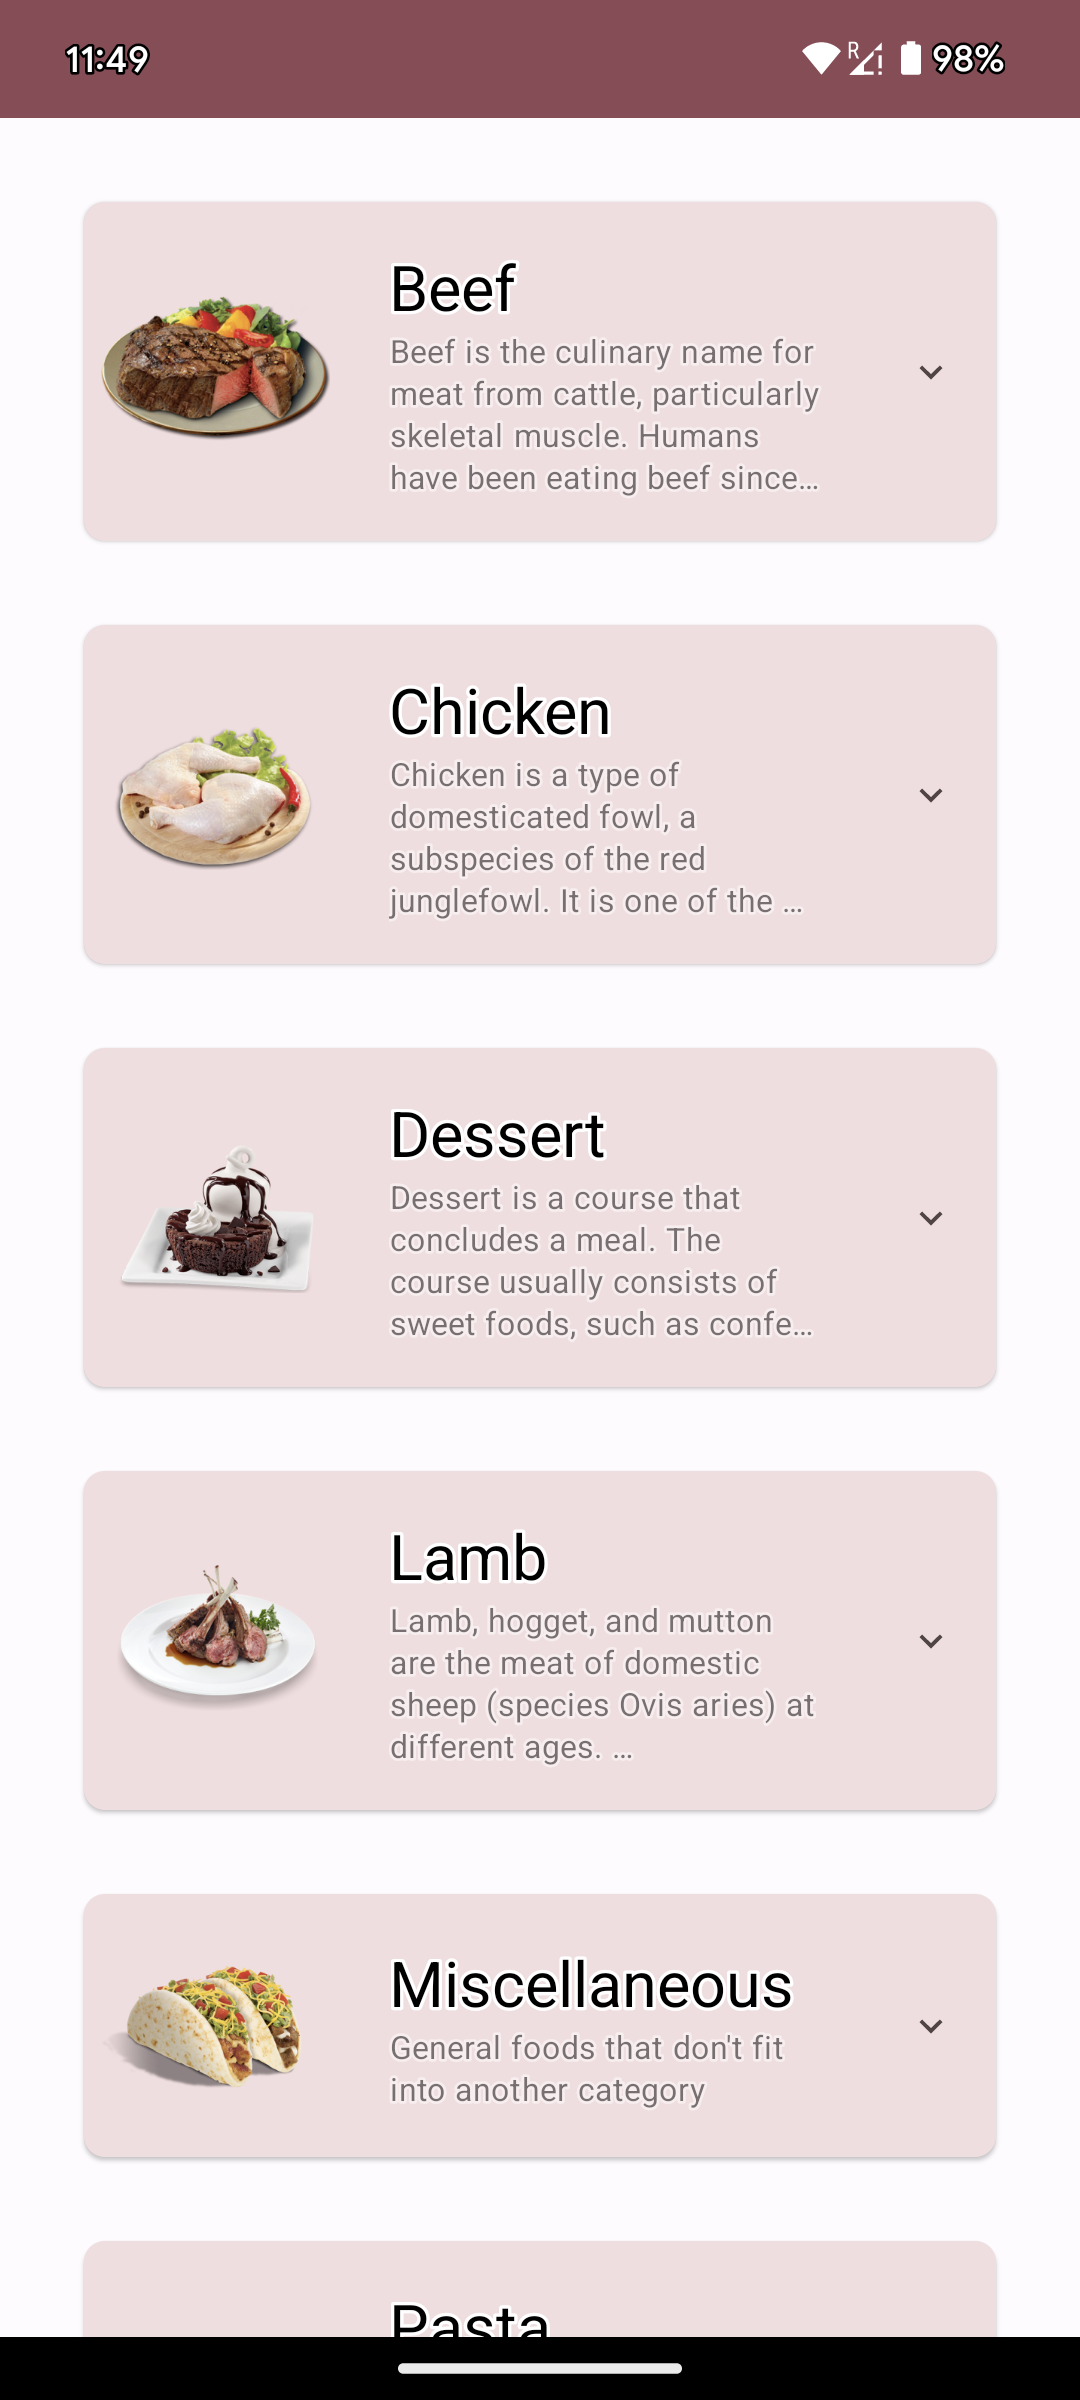 11:49
R
98%
Beef
Beef is the culinary name for
meat from cattle, particularly
skeletal muscle. Humans
have been eating beef since…
Chicken
Chicken is a type of
domesticated fowl, a
subspecies of the red
junglefowl. It is one of the …
Dessert
Dessert is a course that
concludes a meal. The
course usually consists of
sweet foods, such as confe…
Lamb
Lamb, hogget, and mutton
are the meat of domestic
sheep (species Ovis aries) at
different ages. …
Miscellaneous
General foods that don't fit
into another category
Pasta